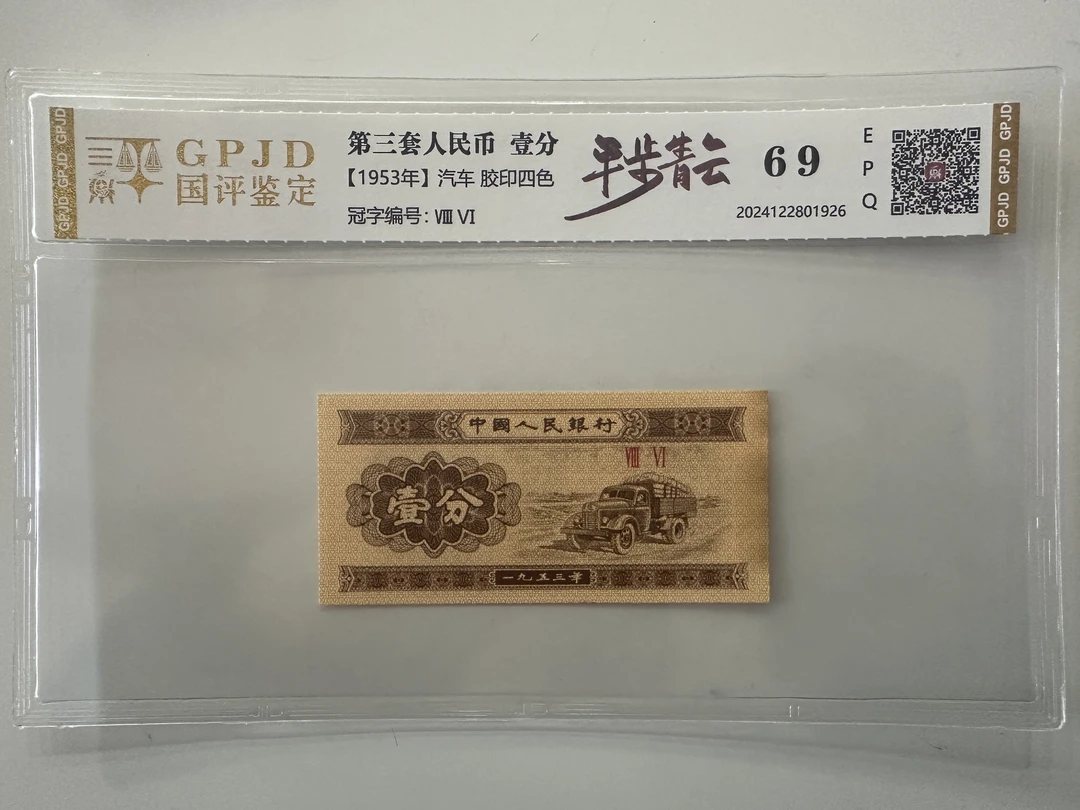 GPJD GPJD GPJD
GPJD
国评鉴定
第三套人民币 壹分
【1953年】汽车 胶印四色
冠字编号：Ⅷ Ⅵ
平步青云
69
2024122801926
EPQ
GPJD GPJD GPJD
中國人民銀行
Ⅷ Ⅵ
壹分
一九五三年